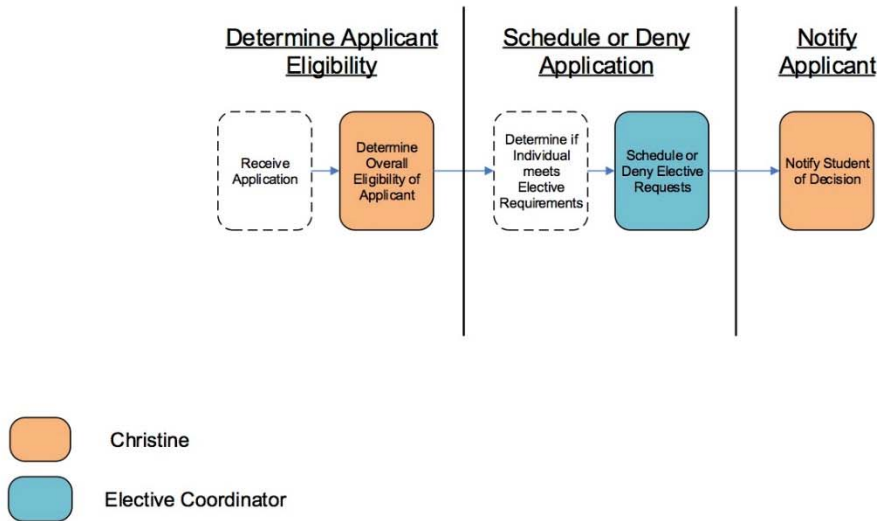 Determine Applicant
Eligibility
Schedule or Deny
Application
Notify
Applicant
Receive
Application
Determine
Overall
Eligibility of
Applicant
Determine if
Individual
meets
Elective
Requirements
Schedule or
Deny Elective
Requests
Notify Student
of Decision
Christine
Elective Coordinator